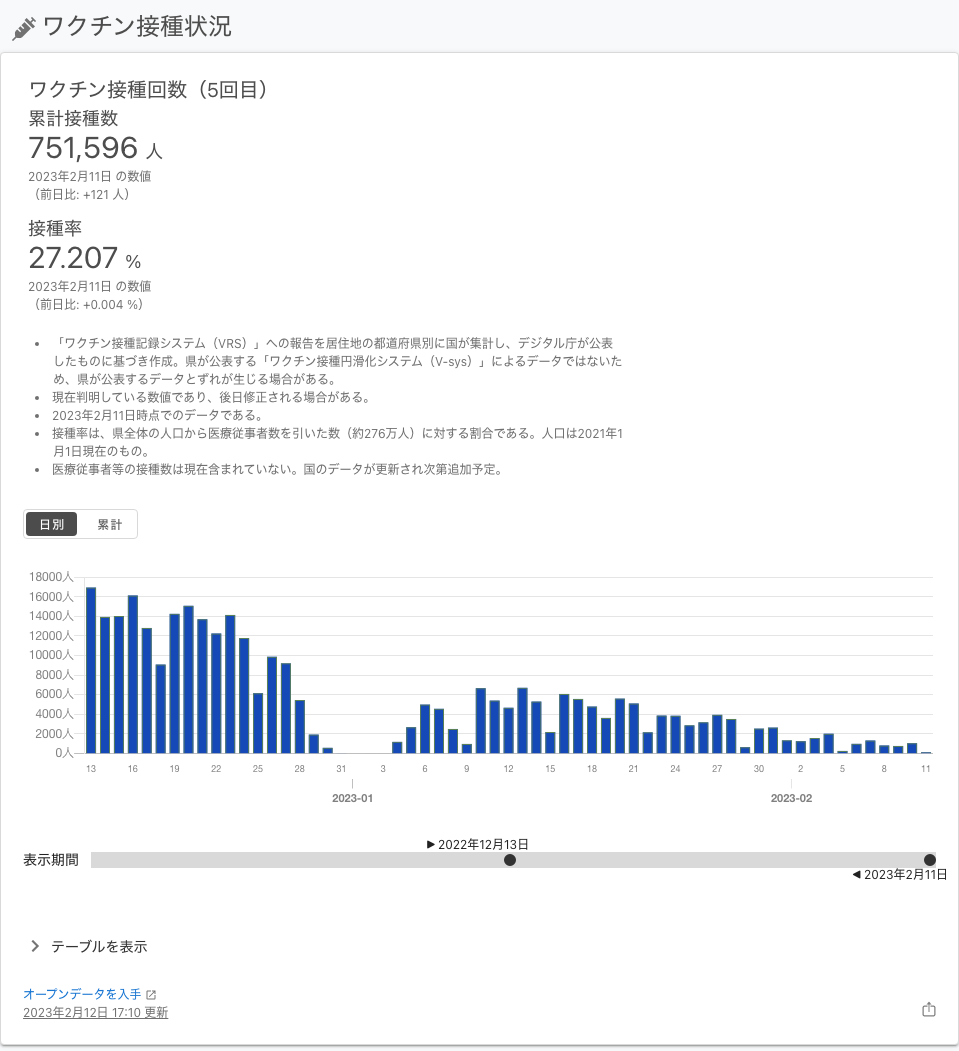 ワクチン接種状況
ワクチン接種回数（5回目）
累計接種数
751,596 人
2023年2月11日 の数値
（前日比: +121 人）
接種率
27.207 %
2023年2月11日 の数値
（前日比: +0.004 %）
• 「ワクチン接種記録システム（VRS）」への報告を居住地の都道府県別に国が集計し、デジタル庁が公表
したものに基づき作成。県が公表する「ワクチン接種円滑化システム（V-sys）」によるデータではないた
め、県が公表するデータとずれが生じる場合がある。
• 現在判明している数値であり、後日修正される場合がある。
• 2023年2月11日時点でのデータである。
• 接種率は、県全体の人口から医療従事者数を引いた数（約276万人）に対する割合である。人口は2021年1
月1日現在のもの。
• 医療従事者等の接種数は現在含まれていない。国のデータが更新され次第追加予定。
日別 累計
18000人
16000人
14000人
12000人
10000人
8000人
6000人
4000人
2000人
0人
13 16 19 22 25 28 31 3 6 9 12 15 18 21 24 27 30 2 5 8 11
2023-01 2023-02
▶ 2022年12月13日
表示期間
◀ 2023年2月11日
テーブルを表示
オープンデータを入手
2023年2月12日 17:10 更新